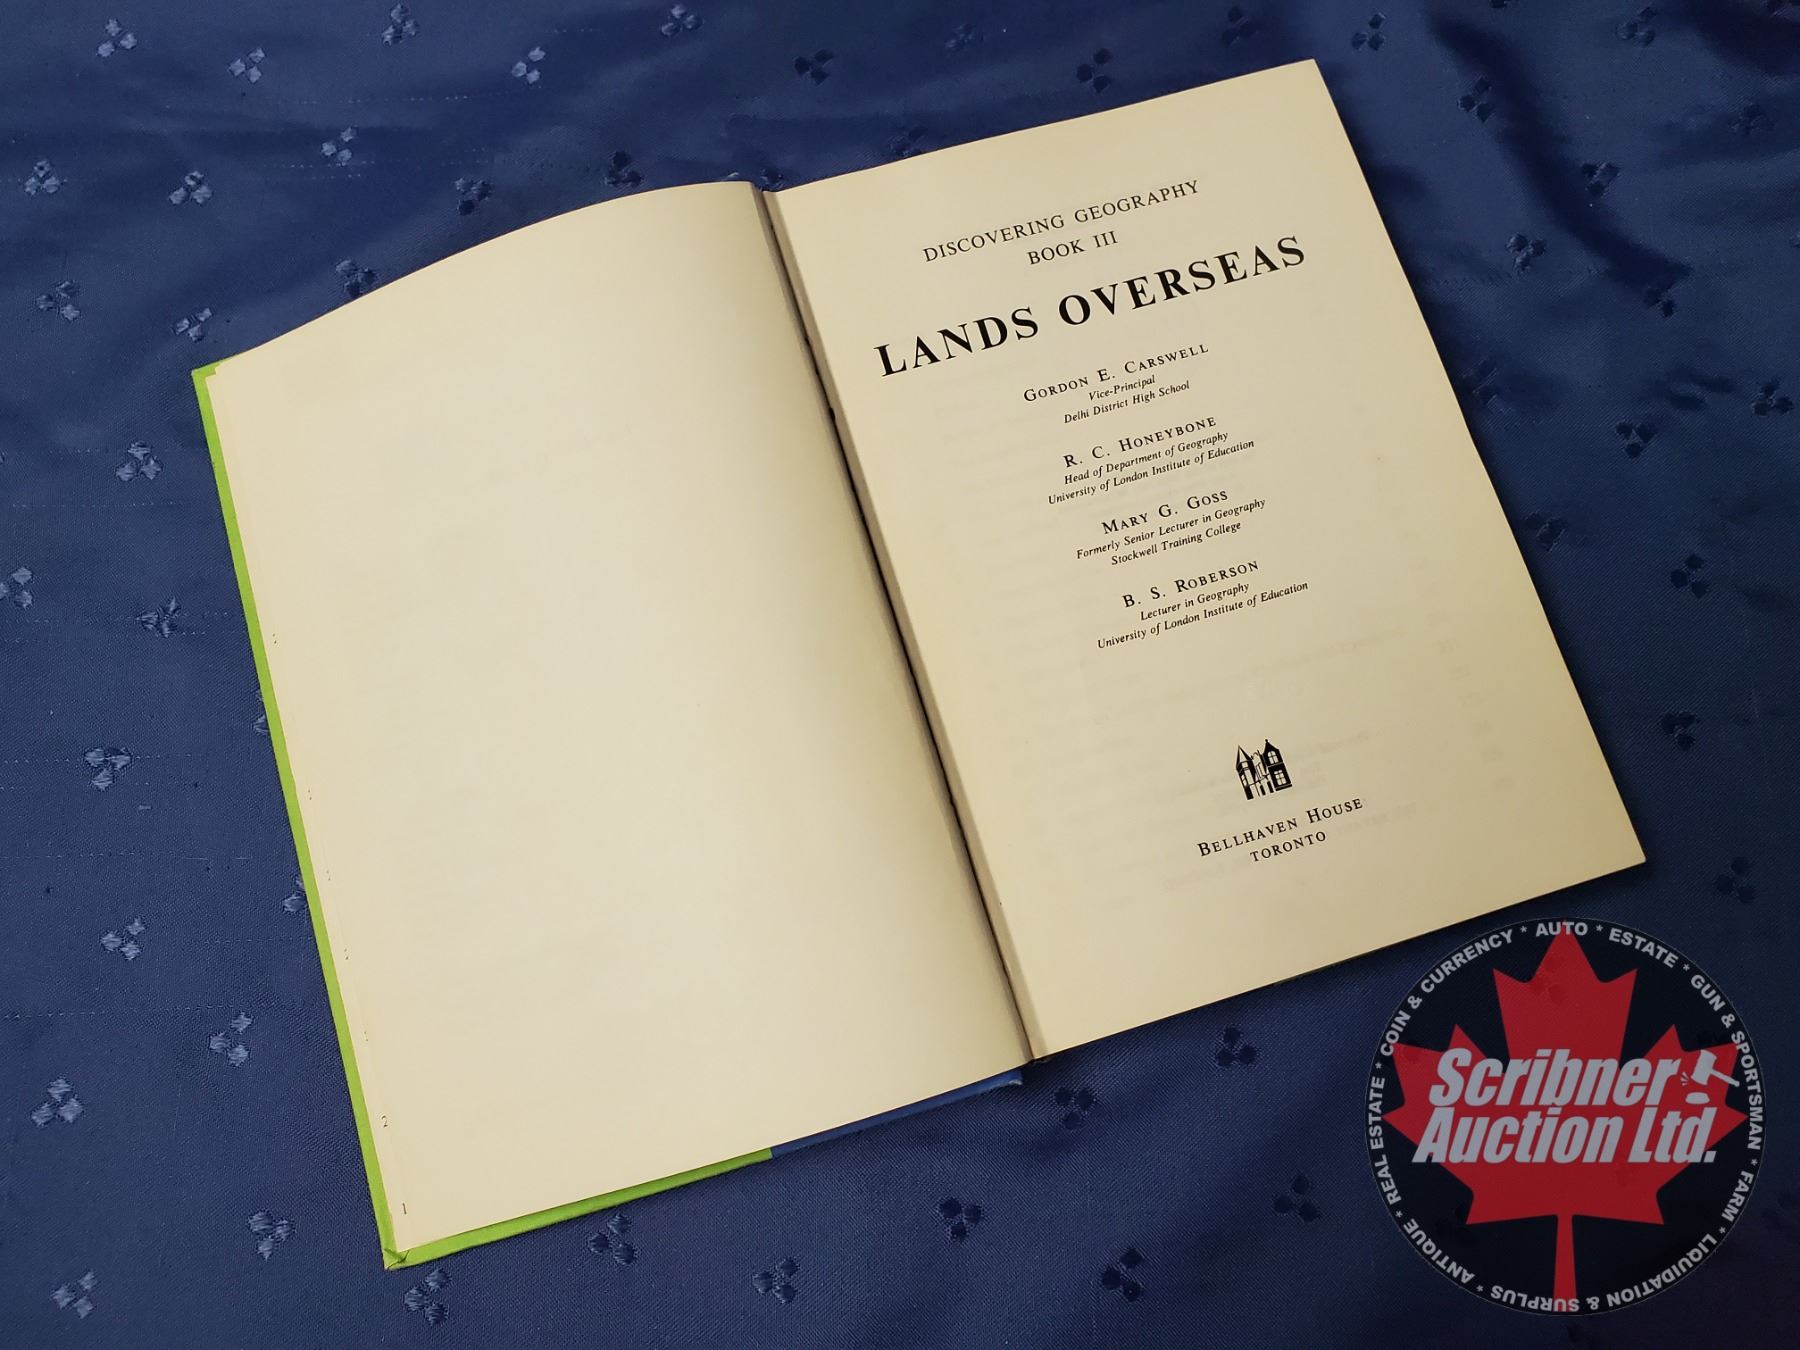 DISCOVERING GEOGRAPHY
BOOK III
LANDS OVERSEAS
GORDON E. CARSWELL
Vice-Principal
Delhi District High School
R. C. HONEYBONE
Head of Department of Geography
University of London Institute of Education
MARY G. GOSS
Formerly Senior Lecturer in Geography
Stockwell Training College
B. S. ROBERSON
Lecturer in Geography
University of London Institute of Education
BELLHAVEN HOUSE
TORONTO
2
1
Scribner
Auction Ltd.
* REAL ESTATE * COIN & CURRENCY * AUTO * ESTATE * GUN & SPORTSMAN * FARM * LIQUIDATION & SURPLUS * ANTIQUE